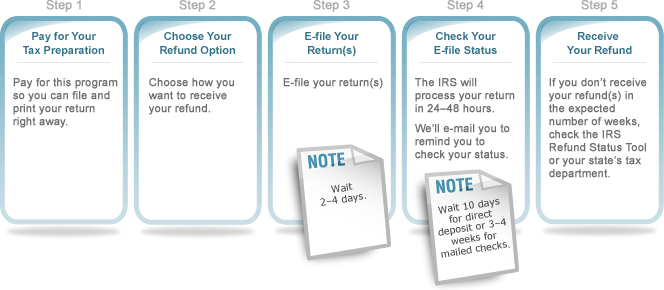 Step 1
Pay for Your
Tax Preparation
Pay for this program
so you can file and
print your return
right away.
Step 2
Choose Your
Refund Option
Choose how you
want to receive
your refund.
Step 3
E-file Your
Return(s)
E-file your return(s)
NOTE
Wait
2–4 days.
Step 4
Check Your
E-file Status
The IRS will
process your return
in 24–48 hours.
We'll e-mail you to
remind you to
check your status.
NOTE
Wait 10 days
for direct
deposit or 3–4
weeks for
mailed checks.
Step 5
Receive
Your Refund
If you don't receive
your refund(s) in
the expected
number of weeks,
check the IRS
Refund Status Tool
or your state's tax
department.